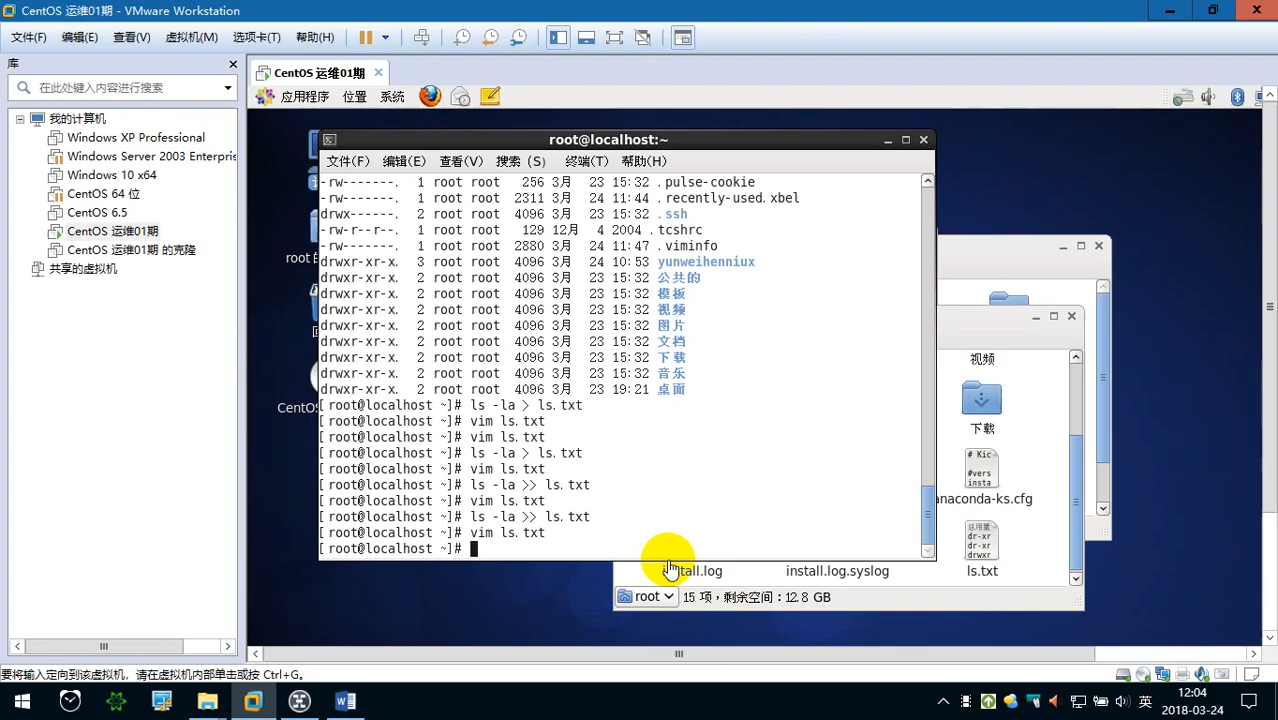 CentOS 运维01期 - VMware Workstation
文件(F) 编辑(E) 查看(V) 虚拟机(M) 选项卡(T) 帮助(H)
库
在此处键入内容进行搜索
我的计算机
Windows XP Professional
Windows Server 2003 Enterpris
Windows 10 x64
CentOS 64 位
CentOS 6.5
CentOS 运维01期
CentOS 运维01期 的克隆
共享的虚拟机
CentOS 运维01期
应用程序 位置 系统
root 的
CentO
root@localhost:~
文件(F) 编辑(E) 查看(V) 搜索 (S) 终端(T) 帮助(H)
-rw-------. 1 root root 256 3月 23 15:32 .pulse-cookie
-rw-------. 1 root root 2311 3月 24 11:44 .recently-used.xbel
drwx------. 2 root root 4096 3月 23 15:32 .ssh
-rw-r--r--. 1 root root 129 12月 4 2004 .tcshrc
-rw-------. 1 root root 2880 3月 24 11:47 .viminfo
drwxr-xr-x. 3 root root 4096 3月 24 10:53 yunweihenniux
drwxr-xr-x. 2 root root 4096 3月 23 15:32 公共的
drwxr-xr-x. 2 root root 4096 3月 23 15:32 模板
drwxr-xr-x. 2 root root 4096 3月 23 15:32 视频
drwxr-xr-x. 2 root root 4096 3月 23 15:32 图片
drwxr-xr-x. 2 root root 4096 3月 23 15:32 文档
drwxr-xr-x. 2 root root 4096 3月 23 15:32 下载
drwxr-xr-x. 2 root root 4096 3月 23 15:32 音乐
drwxr-xr-x. 2 root root 4096 3月 23 19:21 桌面
[root@localhost ~]# ls -la > ls.txt
[root@localhost ~]# vim ls.txt
[root@localhost ~]# vim ls.txt
[root@localhost ~]# ls -la > ls.txt
[root@localhost ~]# vim ls.txt
[root@localhost ~]# ls -la >> ls.txt
[root@localhost ~]# vim ls.txt
[root@localhost ~]# ls -la >> ls.txt
[root@localhost ~]# vim ls.txt
[root@localhost ~]#
视频
下载
# Kic
#vers
insta
anaconda-ks.cfg
总用量
dr-xr
dr-xr
drwxr
install.log install.log.syslog ls.txt
root 15 项，剩余空间：12.8 GB
要将输入定向到该虚拟机，请在虚拟机内部单击或按 Ctrl+G。
英
12:04
2018-03-24